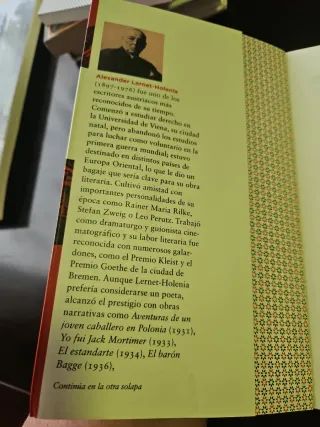 Alexander Lernet-Holenia
(1897-1976) fue uno de los
escritores austríacos más
reconocidos de su tiempo.
Comenzó a estudiar derecho en
la Universidad de Viena, su ciudad
natal, pero abandonó los estudios
para luchar como voluntario en la
primera guerra mundial; estuvo
destinado en distintos países de
Europa Oriental, lo que le dio un
bagaje que sería clave para su obra
literaria. Cultivó amistad con
importantes personalidades de su
época como Rainer Maria Rilke,
Stefan Zweig o Leo Perutz. Trabajó
como dramaturgo y guionista cine-
matográfico y su labor literaria fue
reconocida con numerosos galar-
dones, como el Premio Kleist y el
Premio Goethe de la ciudad de
Bremen. Aunque Lernet-Holenia
prefería considerarse un poeta,
alcanzó el prestigio con obras
narrativas como Aventuras de un
joven caballero en Polonia (1931),
Yo fui Jack Mortimer (1933),
El estandarte (1934), El barón
Bagge (1936),
Continúa en la otra solapa